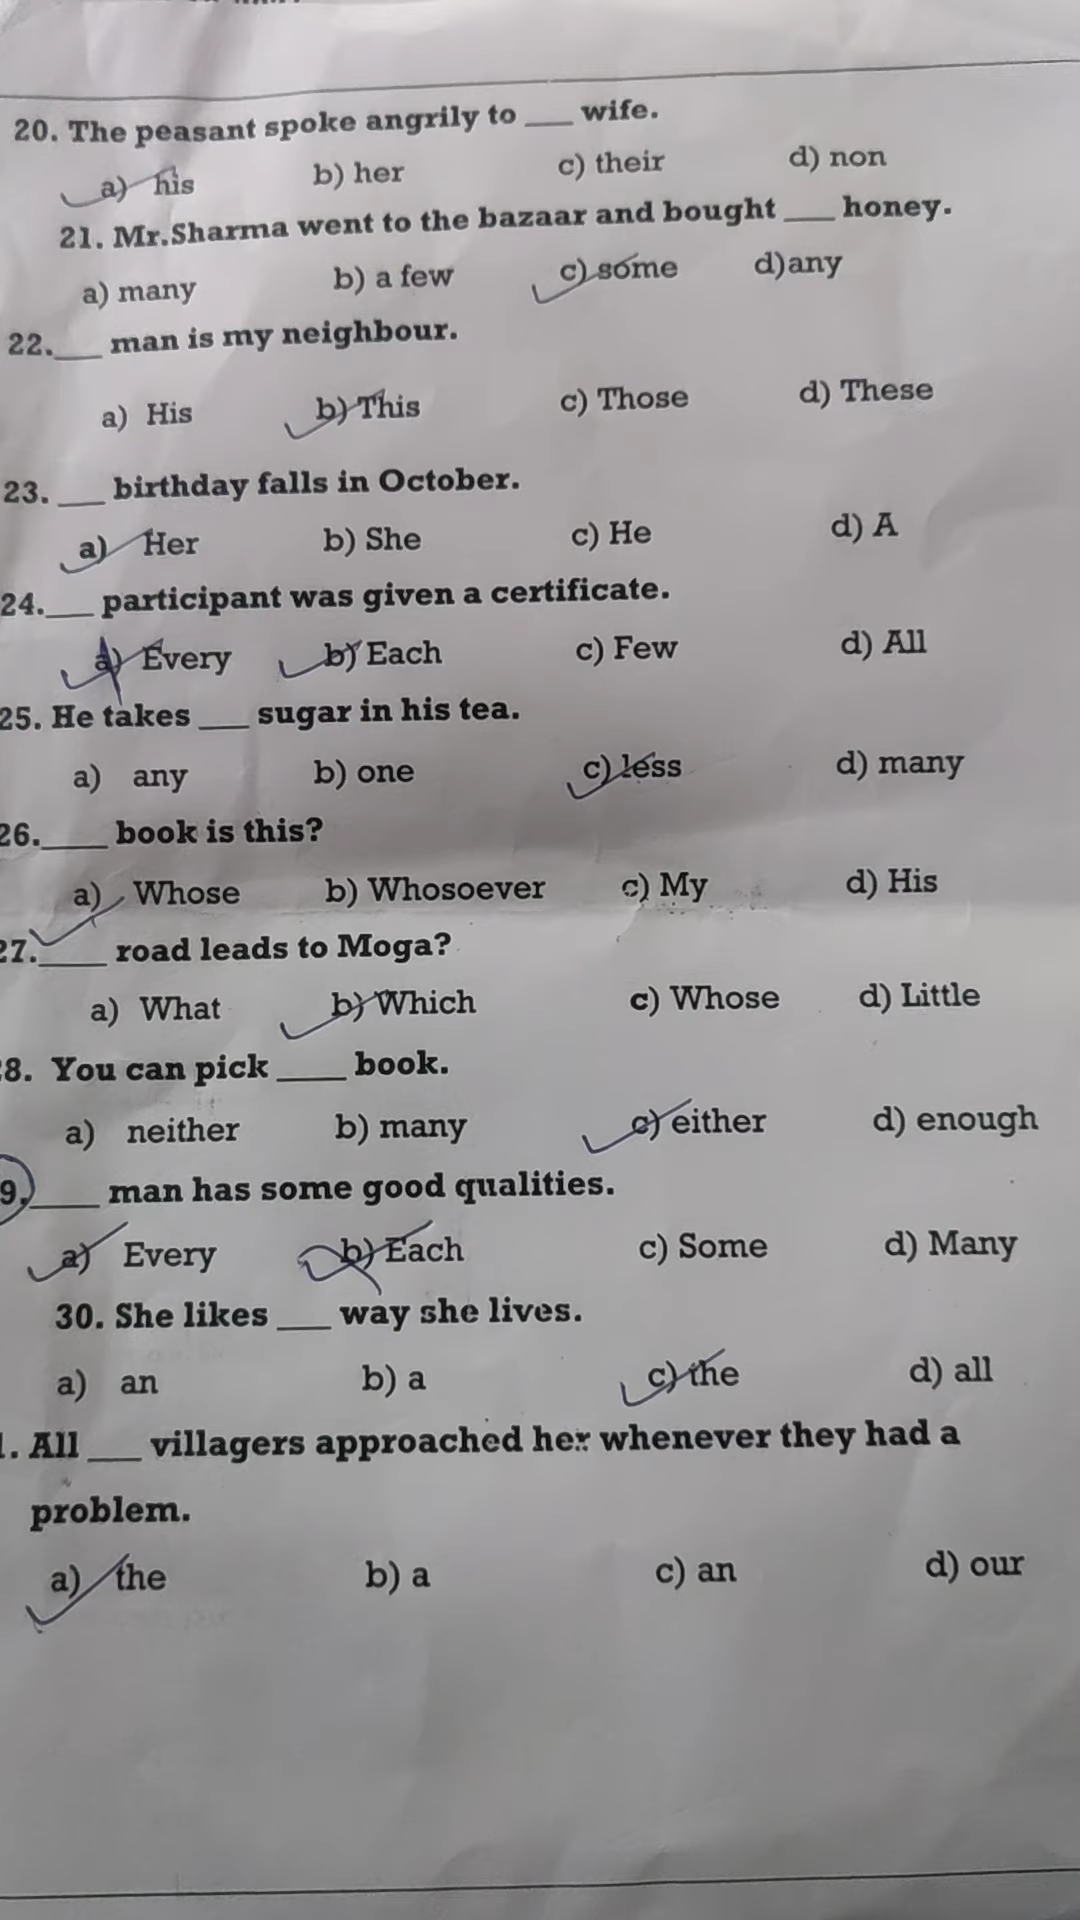 20. The peasant spoke angrily to ___ wife.
a) his b) her c) their d) non
21. Mr.Sharma went to the bazaar and bought ___ honey.
a) many b) a few c) some d)any
22.___ man is my neighbour.
a) His b) This c) Those d) These
23. ___ birthday falls in October.
a) Her b) She c) He d) A
24.___ participant was given a certificate.
a) Every b) Each c) Few d) All
25. He takes ___ sugar in his tea.
a) any b) one c) less d) many
26.____ book is this?
a) Whose b) Whosoever c) My d) His
27.____ road leads to Moga?
a) What b) Which c) Whose d) Little
8. You can pick ____ book.
a) neither b) many c) either d) enough
9.____ man has some good qualities.
a) Every b) Each c) Some d) Many
30. She likes ___ way she lives.
a) an b) a c) the d) all
1. All ___ villagers approached her whenever they had a
problem.
a) the b) a c) an d) our